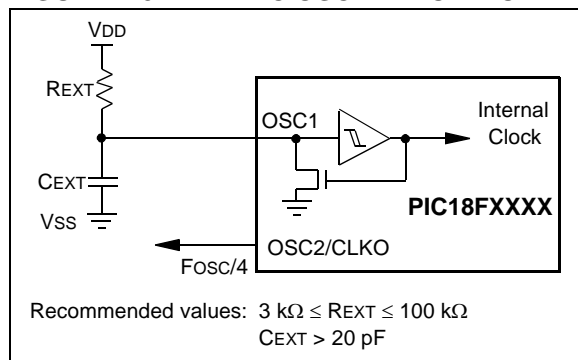 VDD
REXT
OSC1
Internal
Clock
CEXT
PIC18FXXXX
VSS
OSC2/CLKO
FOSC/4
Recommended values: 3 kΩ ≤ REXT ≤ 100 kΩ
CEXT > 20 pF